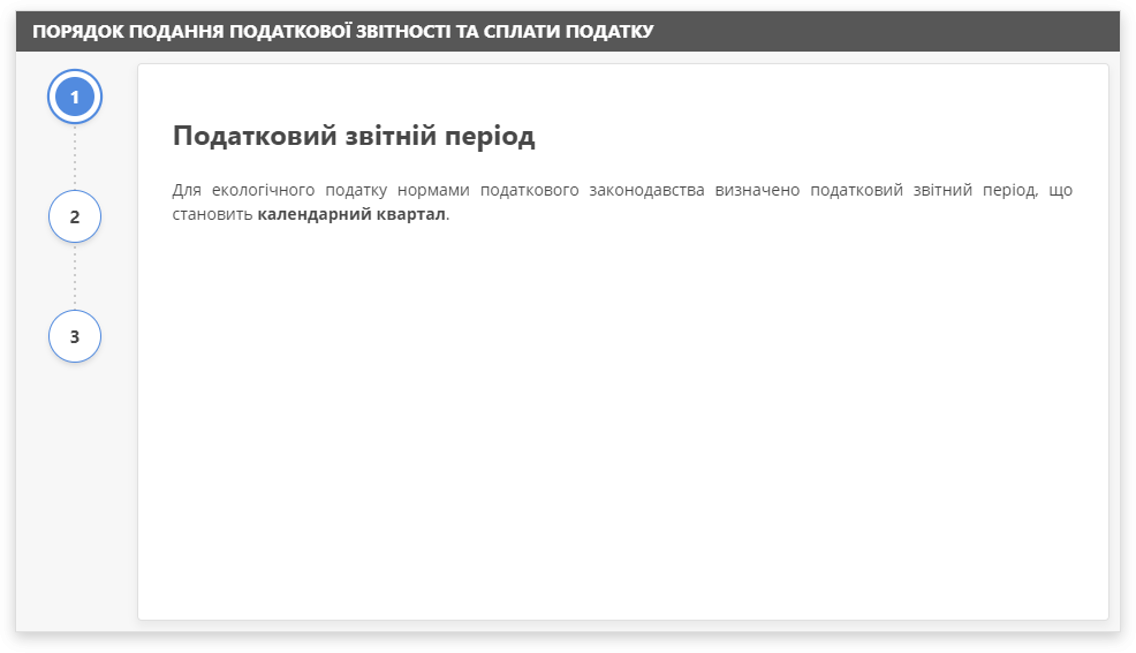 ПОРЯДОК ПОДАННЯ ПОДАТКОВОЇ ЗВІТНОСТІ ТА СПЛАТИ ПОДАТКУ
1
Податковий звітній період
Для екологічного податку нормами податкового законодавства визначено податковий звітний період, що
становить календарний квартал.
2
3